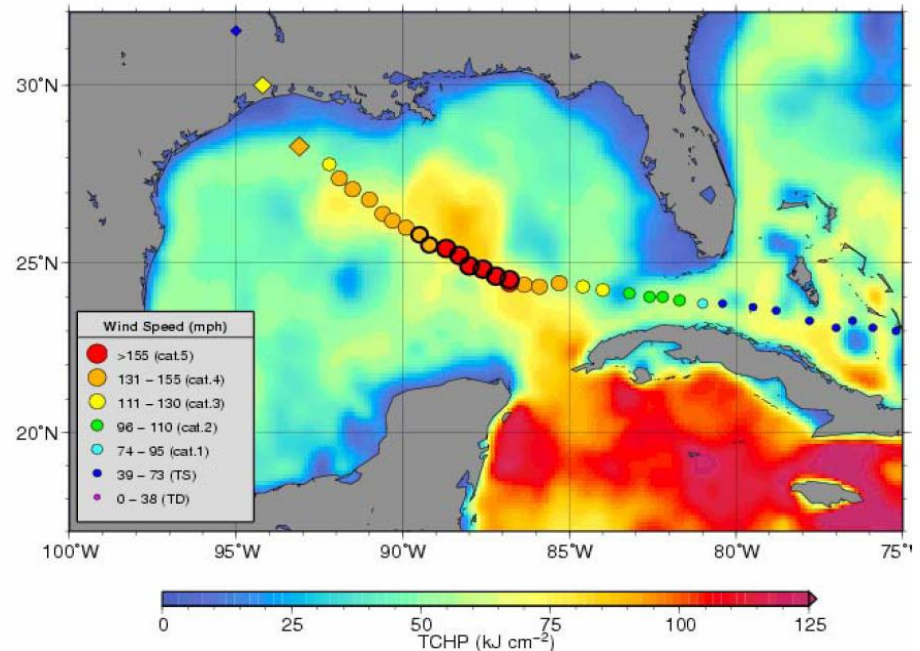 30°N
25°N
20°N
Wind Speed (mph)
>155 (cat.5)
131 – 155 (cat.4)
111 – 130 (cat.3)
96 – 110 (cat.2)
74 – 95 (cat.1)
39 – 73 (TS)
0 – 38 (TD)
100°W 95°W 90°W 85°W 80°W 75°W
0 25 50 75 100 125
TCHP (kJ cm⁻²)